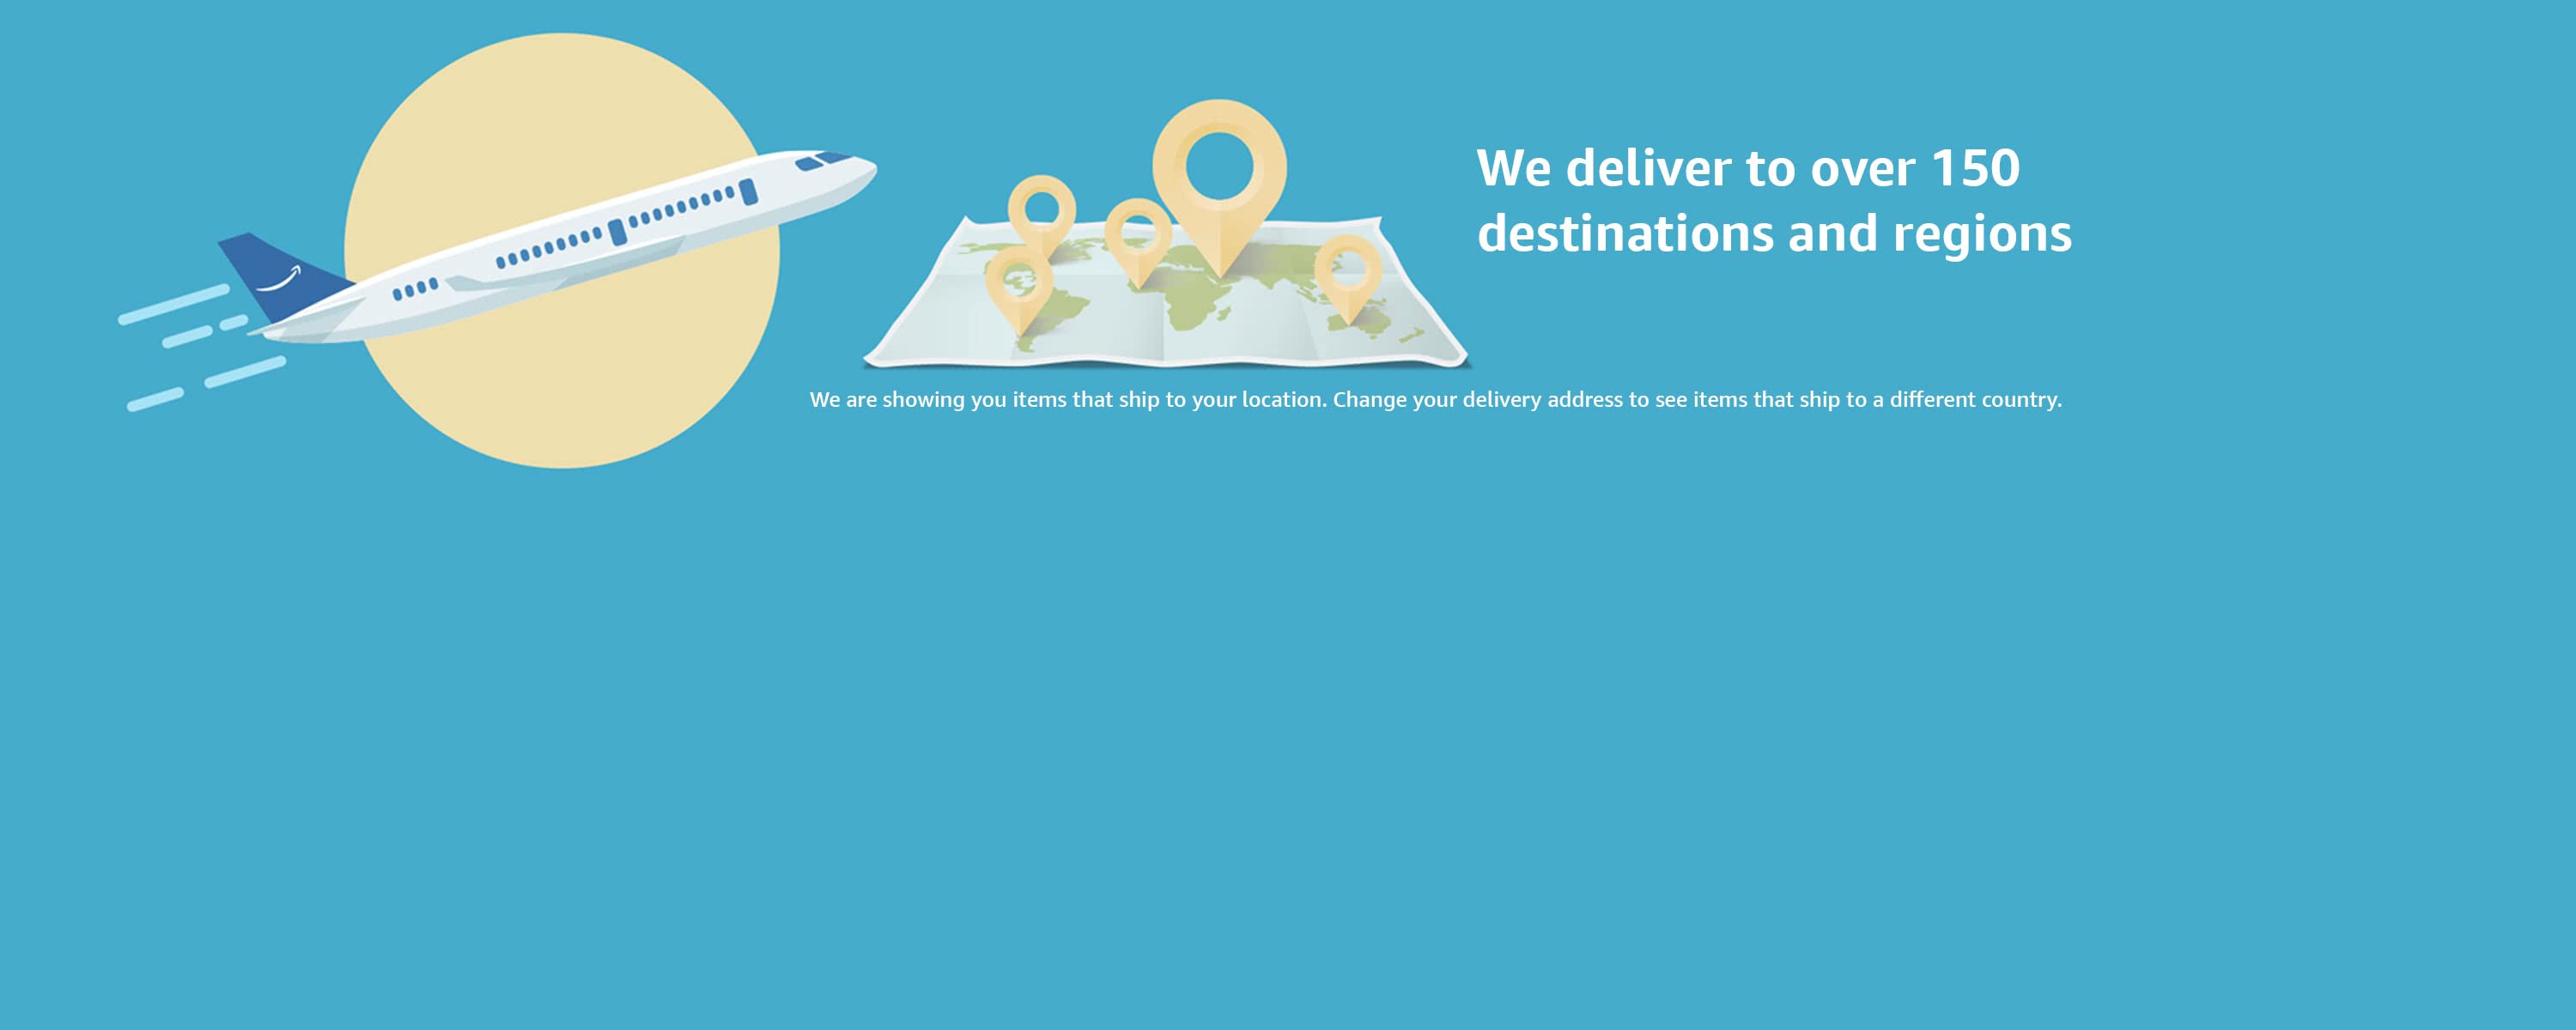 We deliver to over 150
destinations and regions
We are showing you items that ship to your location. Change your delivery address to see items that ship to a different country.